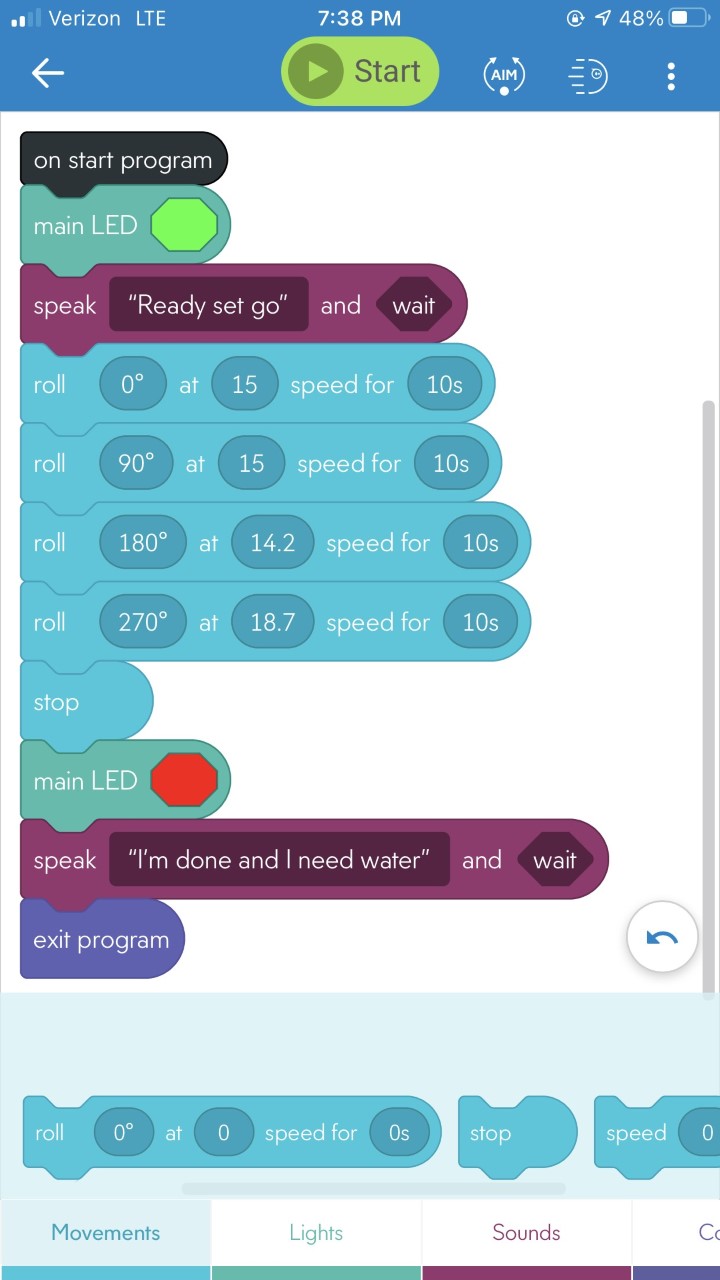 Verizon LTE 7:38 PM 48%
Start AIM
on start program
main LED
speak "Ready set go" and wait
roll 0° at 15 speed for 10s
roll 90° at 15 speed for 10s
roll 180° at 14.2 speed for 10s
roll 270° at 18.7 speed for 10s
stop
main LED
speak "I'm done and I need water" and wait
exit program
roll 0° at 0 speed for 0s stop speed 0
Movements Lights Sounds